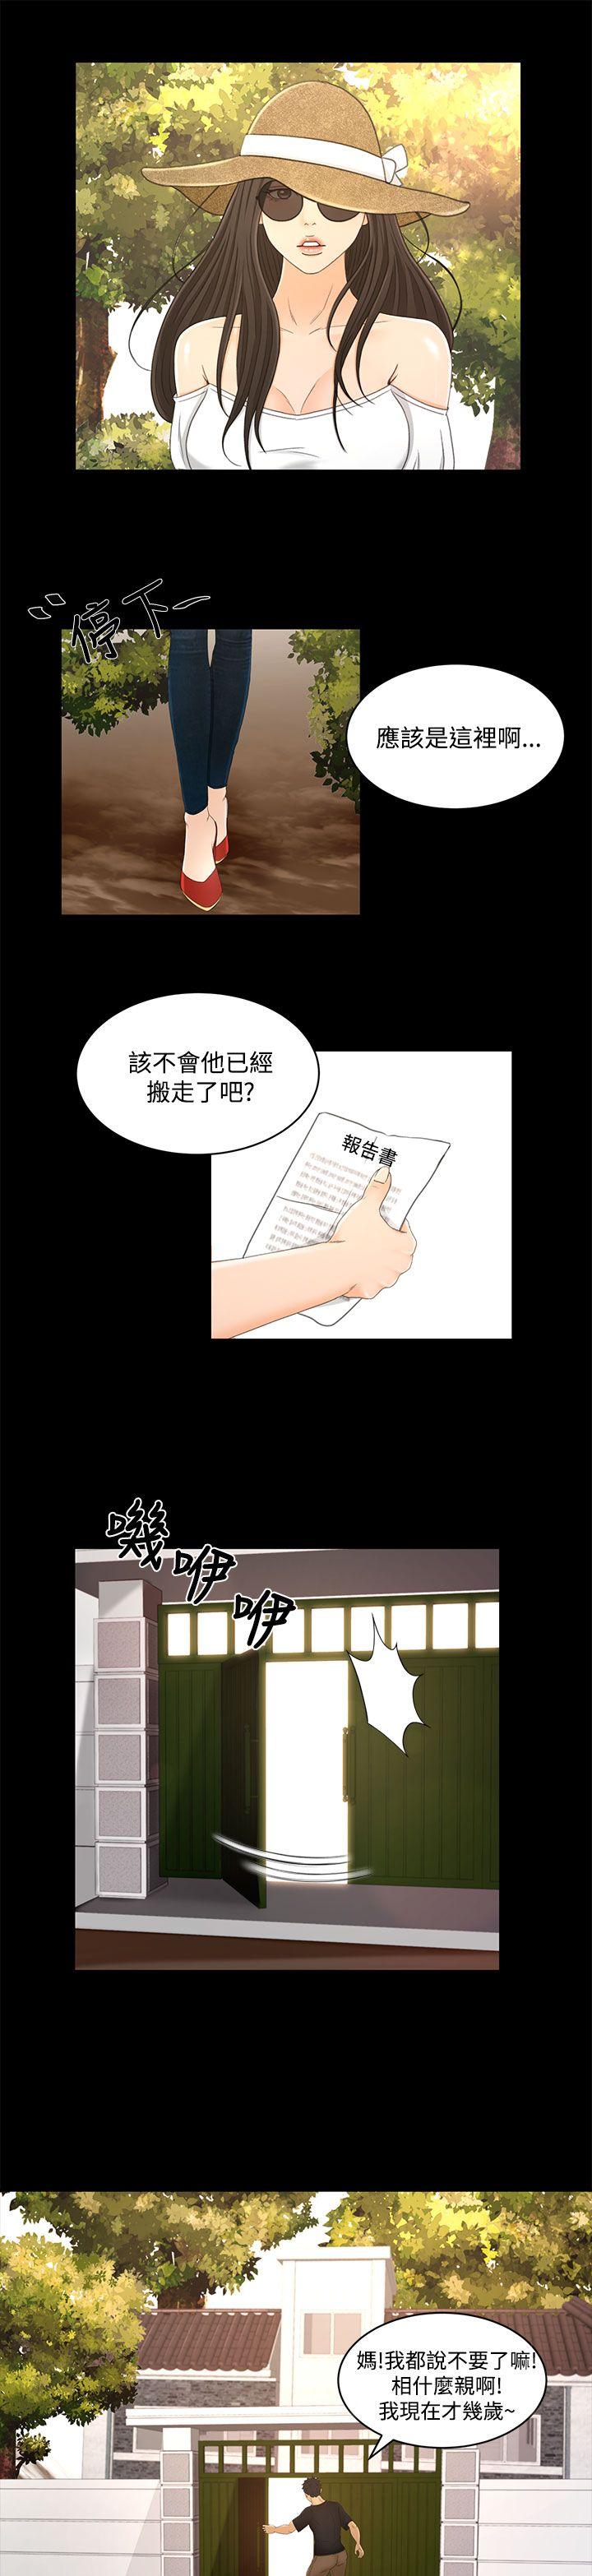 停下
應該是這裡啊...
該不會他已經
搬走了吧?
報告書
嘰咿咿
媽!我都說不要了嘛!
相什麼親啊!
我現在才幾歲~